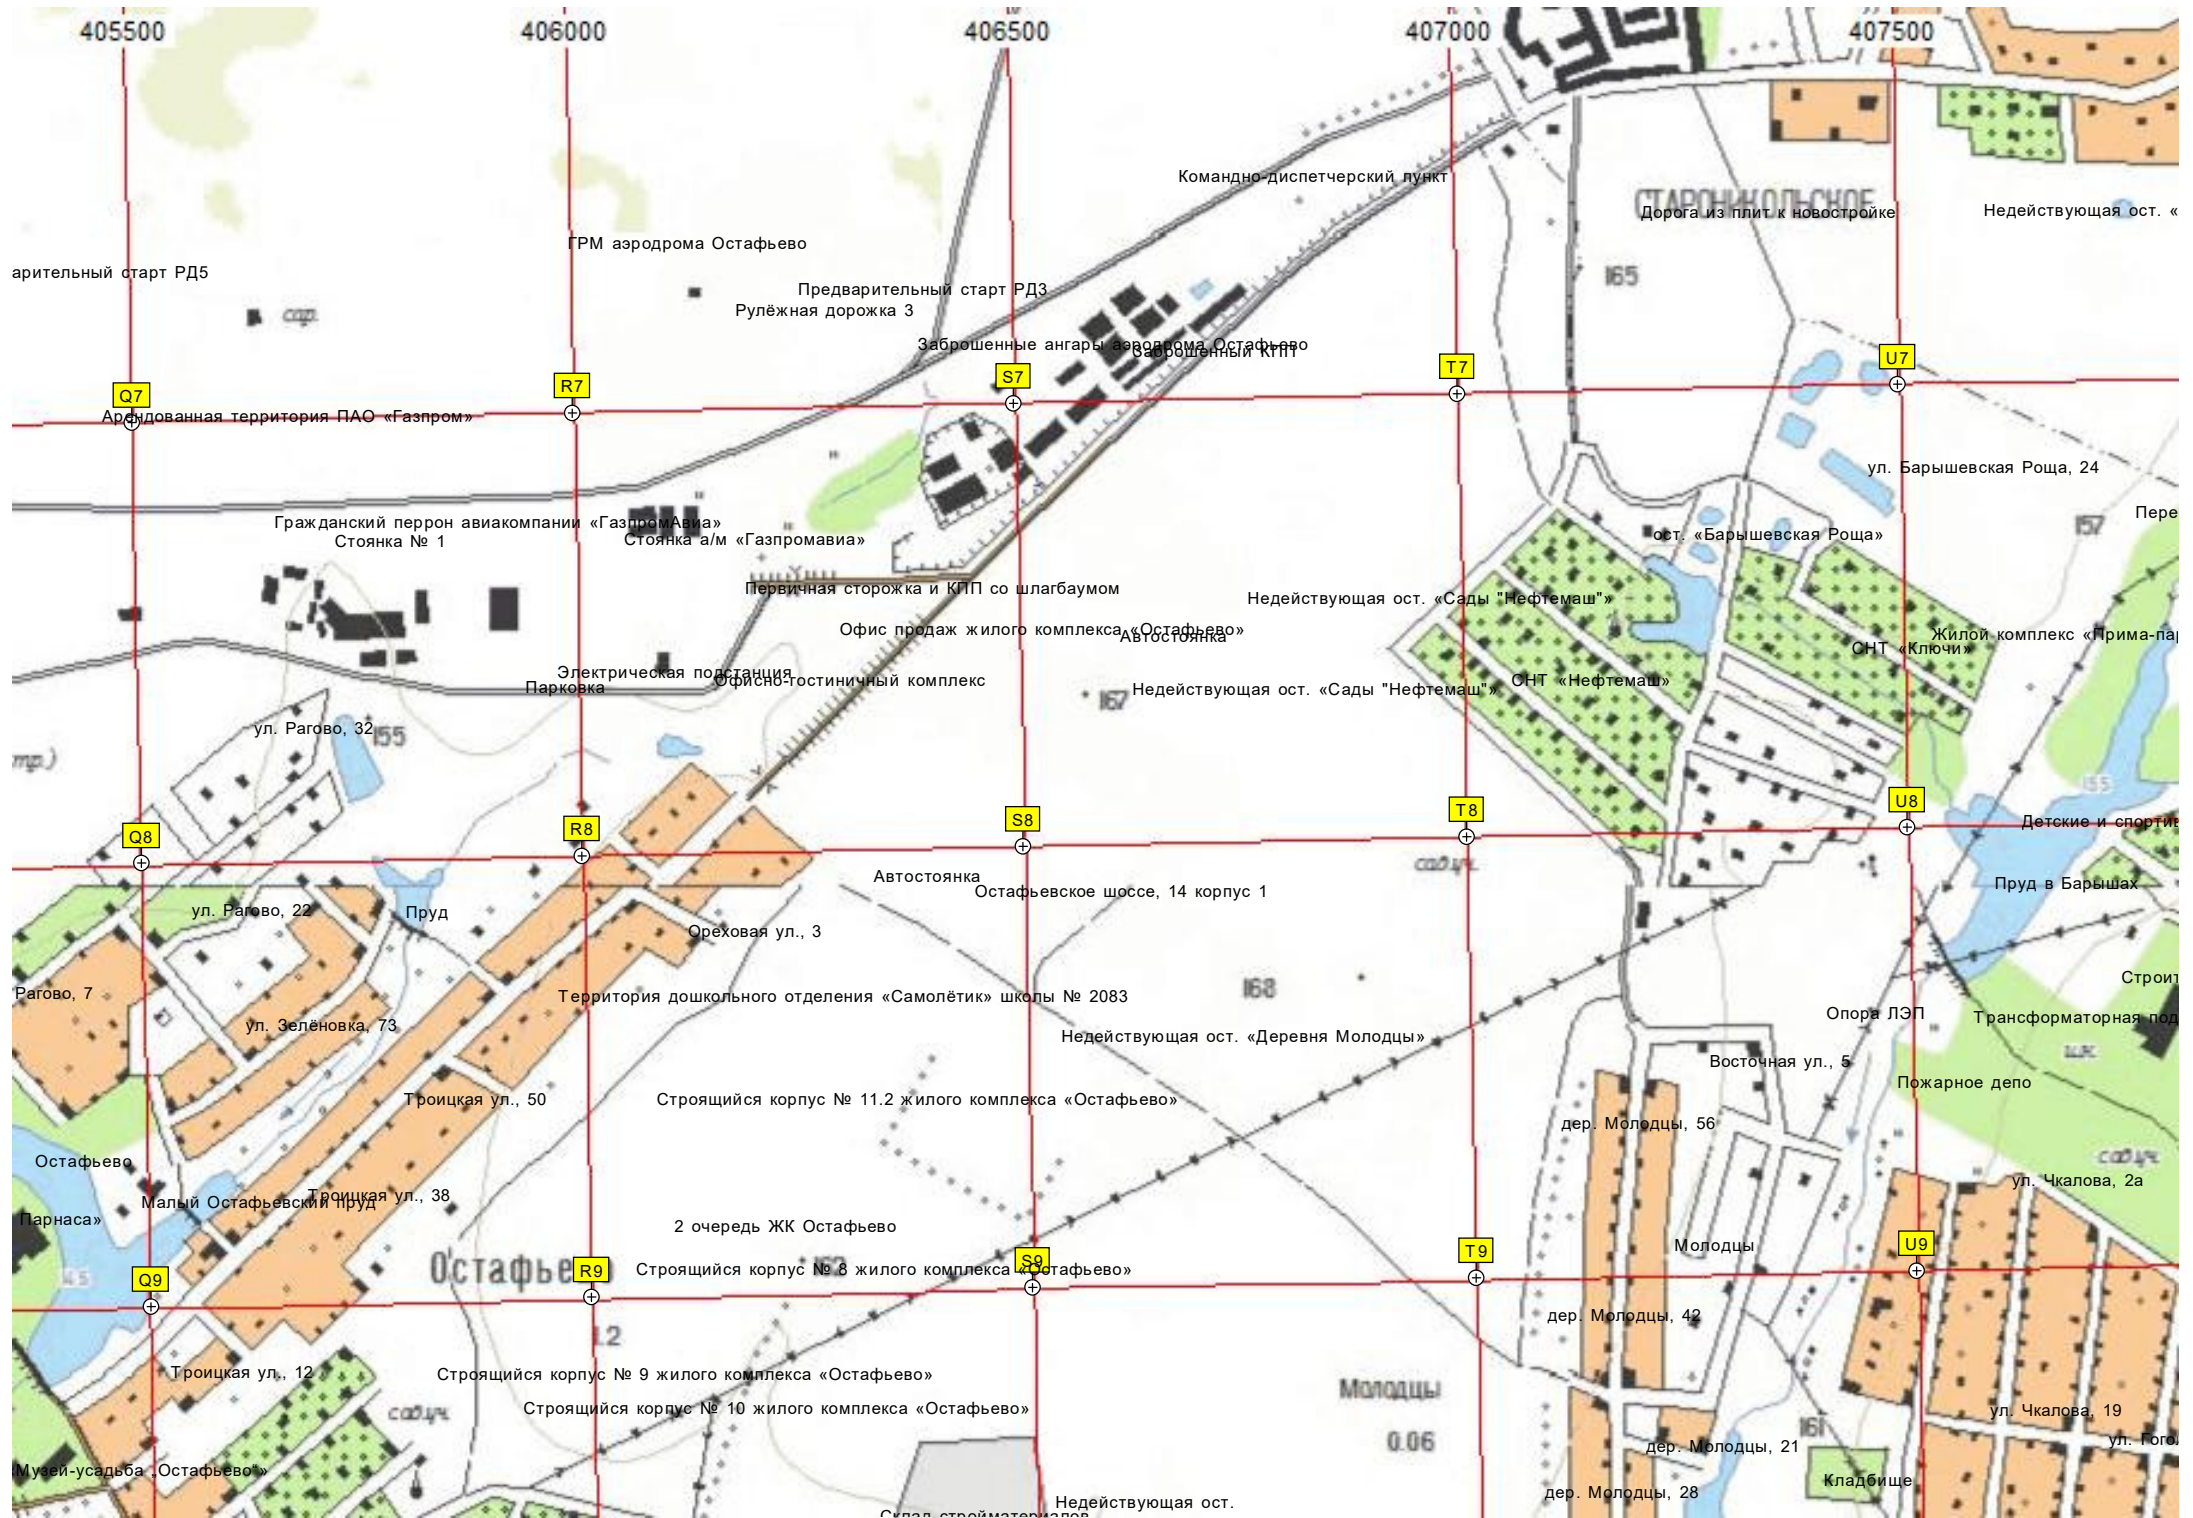 405500 406000 406500 407000 407500
Командно-диспетчерский пункт
СТАРОНИКОЛЬСКОЕ
Дорога из плит к новостройке
Недействующая ост. «
ГРМ аэродрома Остафьево
арительный старт РД5
165
Предварительный старт РД3
сар.
Рулёжная дорожка 3
Заброшенные ангары аэродрома Остафьево
Заброшенный КПП
Q7 R7 S7 T7 U7
Арендованная территория ПАО «Газпром»
ул. Барышевская Роща, 24
Пере
157
Гражданский перрон авиакомпании «ГазпромАвиа»
Стоянка № 1
Стоянка а/м «Газпромавиа»
ост. «Барышевская Роща»
Первичная сторожка и КПП со шлагбаумом
Недействующая ост. «Сады "Нефтемаш"»
Офис продаж жилого комплекса «Остафьево»
Автостоянка
Жилой комплекс «Прима-па
СНТ «Ключи»
Электрическая подстанция
Офисно-гостиничный комплекс
Парковка
СНТ «Нефтемаш»
Недействующая ост. «Сады "Нефтемаш"»
167
ул. Рагово, 32
155
тр.)
155
Q8 R8 S8 T8 U8
Детские и спортив
сад.уч.
Автостоянка
Остафьевское шоссе, 14 корпус 1
Пруд в Барышах
ул. Рагово, 22
Пруд
Ореховая ул., 3
Строит
168
Рагово, 7
Территория дошкольного отделения «Самолётик» школы № 2083
Опора ЛЭП
Трансформаторная под
ул. Зелёновка, 73
Недействующая ост. «Деревня Молодцы»
шк.
Восточная ул., 5
Пожарное депо
Троицкая ул., 50
Строящийся корпус № 11.2 жилого комплекса «Остафьево»
дер. Молодцы, 56
сад.уч.
Остафьево
ул. Чкалова, 2а
Малый Остафьевский пруд
Троицкая ул., 38
Парнаса»
2 очередь ЖК Остафьево
Молодцы
Остафье
162
Строящийся корпус № 8 жилого комплекса «Остафьево»
145
Q9 R9 S9 T9 U9
дер. Молодцы, 42
1.2
Троицкая ул., 12
Строящийся корпус № 9 жилого комплекса «Остафьево»
Молодцы
сад.уч.
Строящийся корпус № 10 жилого комплекса «Остафьево»
ул. Чкалова, 19
161
0.06
дер. Молодцы, 21
ул. Гого
Музей-усадьба „Остафьево“»
Кладбище
дер. Молодцы, 28
Недействующая ост.
Склад стройматериалов